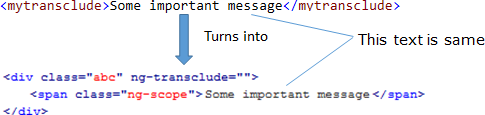 <mytransclude>Some important message</mytransclude>
Turns into
This text is same
<div class="abc" ng-transclude="">
<span class="ng-scope">Some important message</span>
</div>